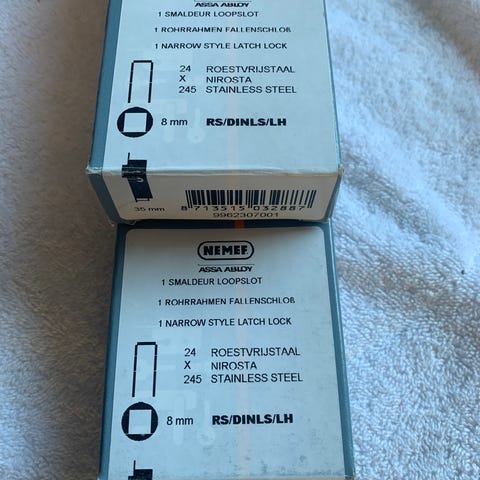 ASSA ABLOY
1 SMALDEUR LOOPSLOT
1 ROHRRAHMEN FALLENSCHLOß
1 NARROW STYLE LATCH LOCK
24 ROESTVRIJSTAAL
X NIROSTA
245 STAINLESS STEEL
8 mm RS/DINLS/LH
35 mm
8 713515 032887
9962307001
NEMEF
ASSA ABLOY
1 SMALDEUR LOOPSLOT
1 ROHRRAHMEN FALLENSCHLOß
1 NARROW STYLE LATCH LOCK
24 ROESTVRIJSTAAL
X NIROSTA
245 STAINLESS STEEL
8 mm RS/DINLS/LH